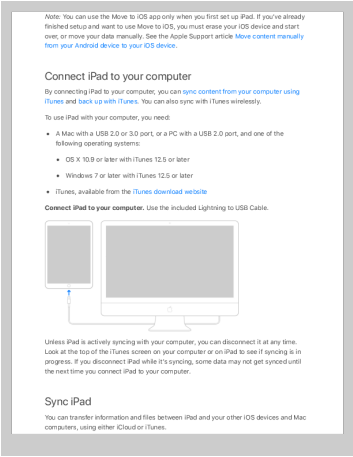 Note: You can use the Move to iOS app only when you first set up iPad. If you've already
finished setup and want to use Move to iOS, you must erase your iOS device and start
over, or move your data manually. See the Apple Support article Move content manually
from your Android device to your iOS device.
Connect iPad to your computer
By connecting iPad to your computer, you can sync content from your computer using
iTunes and back up with iTunes. You can also sync with iTunes wirelessly.
To use iPad with your computer, you need:
• A Mac with a USB 2.0 or 3.0 port, or a PC with a USB 2.0 port, and one of the
following operating systems:
• OS X 10.9 or later with iTunes 12.5 or later
• Windows 7 or later with iTunes 12.5 or later
• iTunes, available from the iTunes download website
Connect iPad to your computer. Use the included Lightning to USB Cable.
Unless iPad is actively syncing with your computer, you can disconnect it at any time.
Look at the top of the iTunes screen on your computer or on iPad to see if syncing is in
progress. If you disconnect iPad while it's syncing, some data may not get synced until
the next time you connect iPad to your computer.
Sync iPad
You can transfer information and files between iPad and your other iOS devices and Mac
computers, using either iCloud or iTunes.